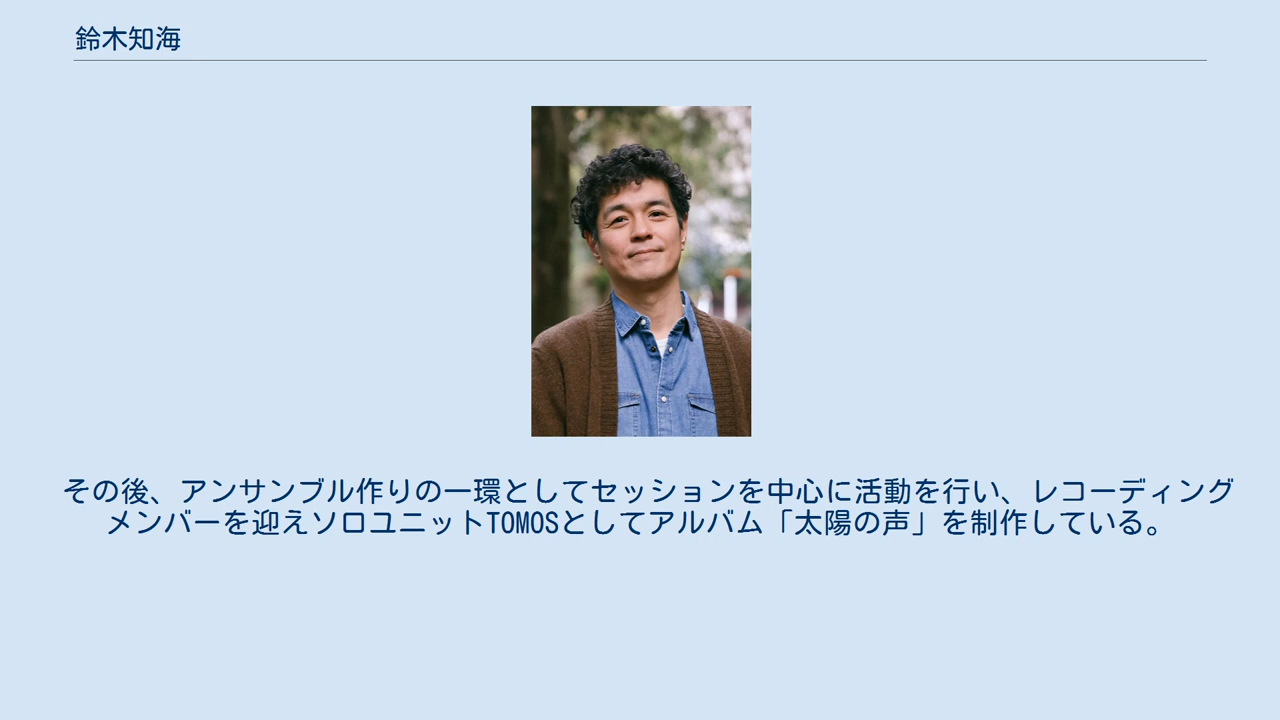 鈴木知海
その後、アンサンブル作りの一環としてセッションを中心に活動を行い、レコーディング
メンバーを迎えソロユニットTOMOSとしてアルバム「太陽の声」を制作している。